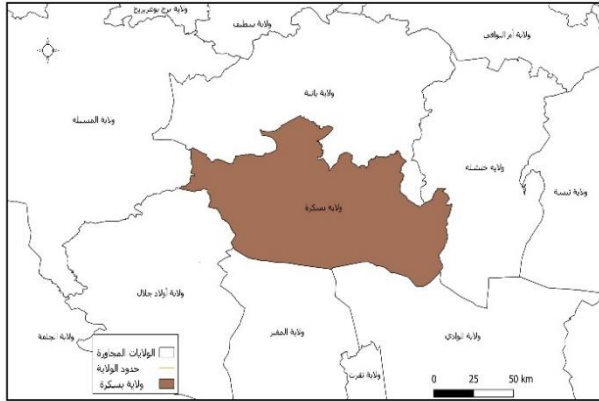 ولاية برج بوعريريج
ولاية سطيف
ولاية أم البواقي
ولاية باتنة
ولاية المسيلة
ولاية خنشلة
ولاية تبسة
ولاية بسكرة
ولاية أولاد جلال
ولاية المغير
ولاية الوادي
ولاية الجلفة
ولاية تقرت
الولايات المجاورة
حدود الولاية
ولاية بسكرة
0 25 50 km